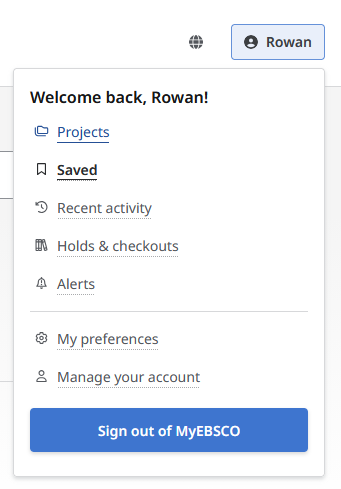 Rowan
Welcome back, Rowan!
Projects
Saved
Recent activity
Holds & checkouts
Alerts
My preferences
Manage your account
Sign out of MyEBSCO